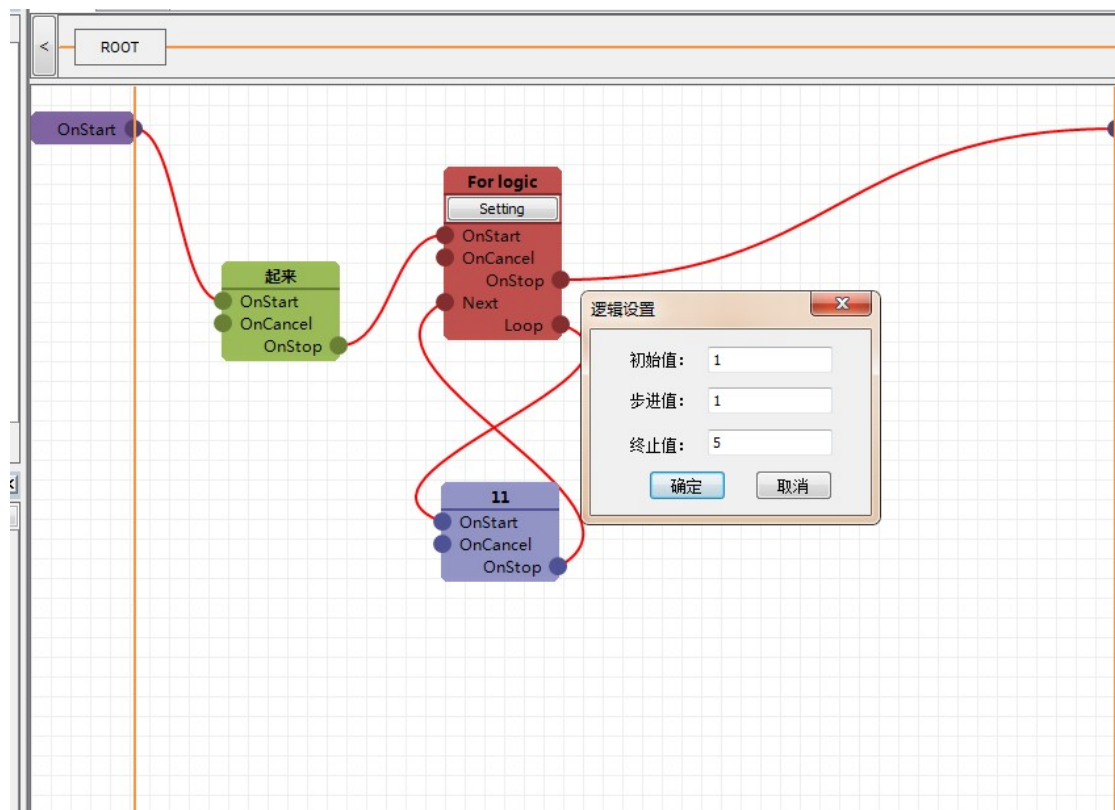 <
ROOT
OnStart
For logic
Setting
OnStart
OnCancel
OnStop
Next
Loop
起来
OnStart
OnCancel
OnStop
逻辑设置
初始值: 1
步进值: 1
终止值: 5
确定 取消
11
OnStart
OnCancel
OnStop